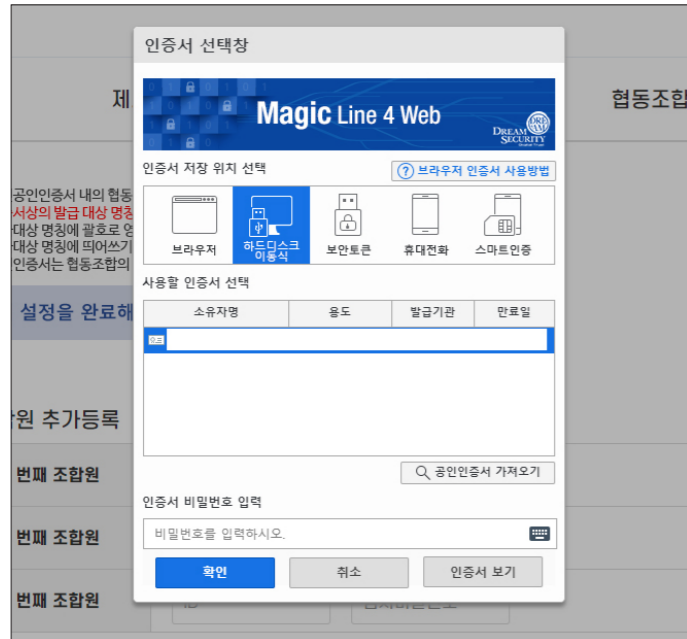 인증서 선택창
제
협동조합
Magic Line 4 Web
DREAM SECURITY
인증서 저장 위치 선택
? 브라우저 인증서 사용방법
공인인증서 내의 협동
서상의 발급 대상 명칭
대상 명칭에 괄호로 영
대상 명칭에 띄어쓰기
인증서는 협동조합의
브라우저
하드디스크
이동식
보안토큰
휴대전화
스마트인증
사용할 인증서 선택
설정을 완료해
소유자명 용도 발급기관 만료일
원 추가등록
공인인증서 가져오기
번째 조합원
인증서 비밀번호 입력
비밀번호를 입력하시오.
번째 조합원
확인 취소 인증서 보기
번째 조합원